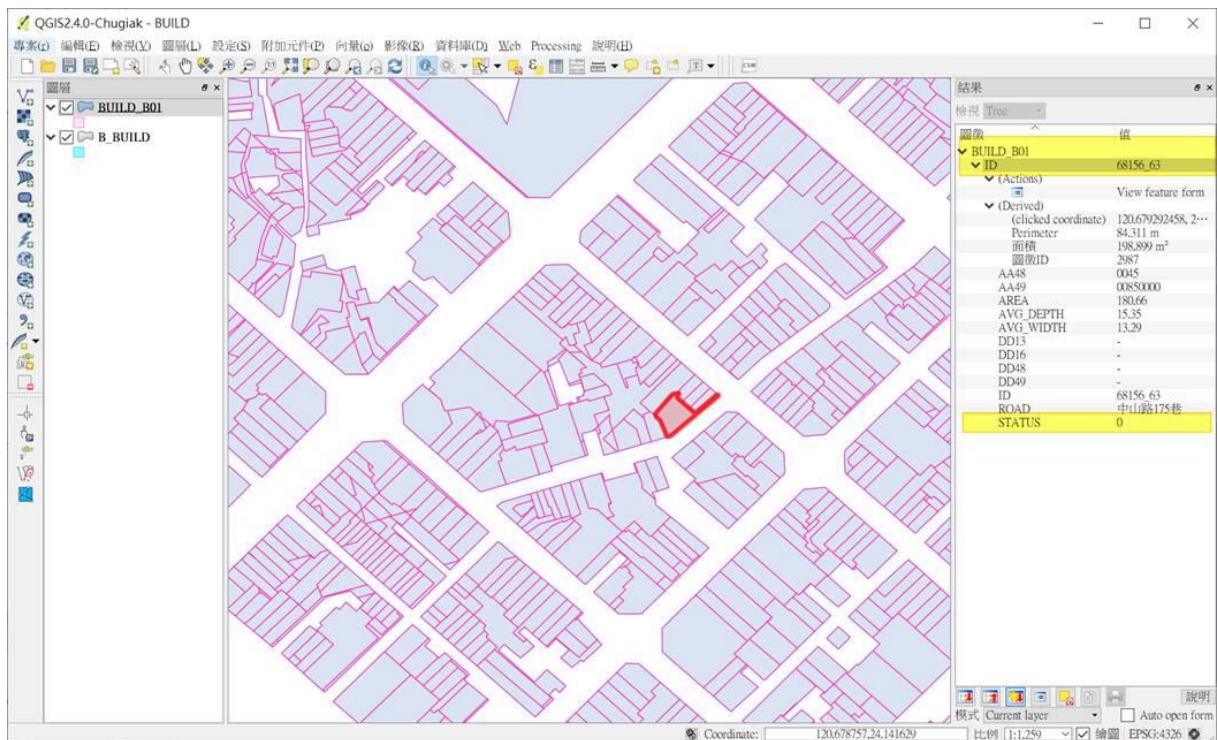 QGIS2.4.0-Chugiak - BUILD
專案(r) 編輯(E) 檢視(V) 圖層(L) 設定(S) 附加元件(P) 向量(o) 影像(R) 資料庫(D) Web Processing 說明(H)
CSW
圖層
BUILD_B01
B_BUILD
結果
檢視 Tree
圖徵 值
BUILD_B01
ID 68156_63
(Actions)
View feature form
(Derived)
(clicked coordinate) 120.679292458, 2…
Perimeter 84.311 m
面積 198.899 m²
圖徵ID 2987
AA48 0045
AA49 00850000
AREA 180.66
AVG_DEPTH 15.35
AVG_WIDTH 13.29
DD13 -
DD16 -
DD48 -
DD49 -
ID 68156_63
ROAD 中山路175巷
STATUS 0
說明
模式 Current layer Auto open form
Coordinate: 120.678757,24.141629 比例 1:1,259 繪圖 EPSG:4326